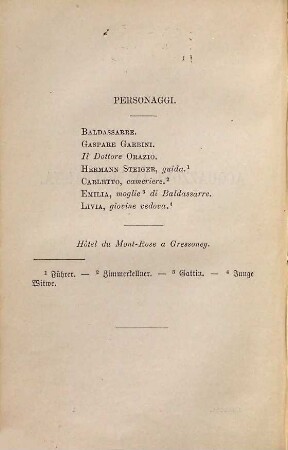 PERSONAGGI.
BALDASSARRE.
GASPARE GARBINI.
Il Dottore ORAZIO.
HERMANN STEIGER, guida.¹
CARLETTO, cameriere.²
EMILIA, moglie³ di Baldassarre.
LIVIA, giovine vedova.⁴
Hôtel du Mont-Rose a Gressoney.
¹ Führer. — ² Zimmerkellner. — ³ Gattin. — ⁴ Junge
Witwe.